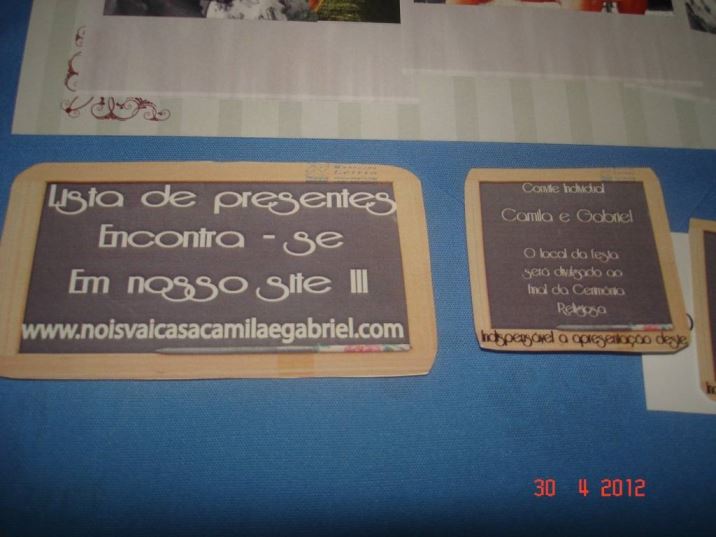 Lista de presentes
Encontra - se
Em nosso site !!!
www.noisvaicasacamilaegabriel.com
Convite Individual
Camila e Gabriel
O local da festa
será divulgado ao
final da Cerimônia
Religiosa
Indispensável a apresentação deste
30 4 2012